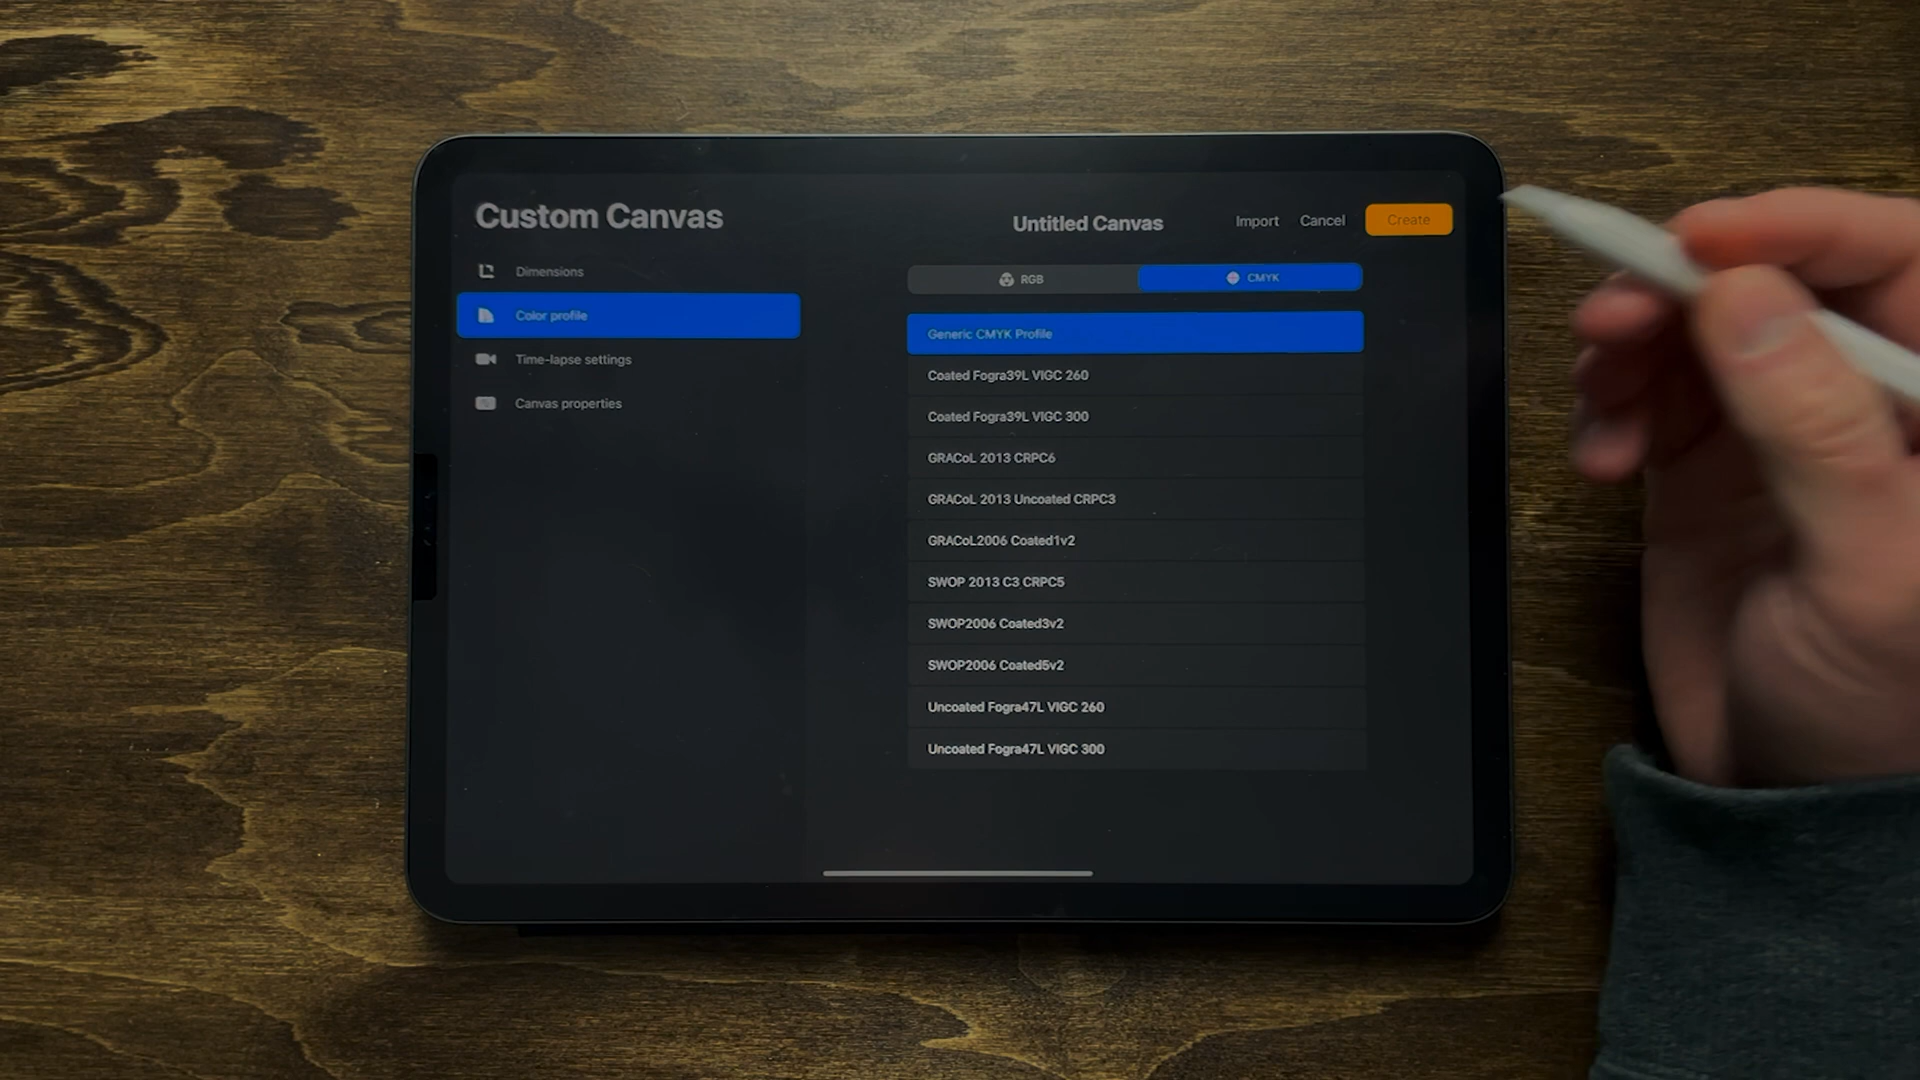 Custom Canvas
Untitled Canvas
Import
Cancel
Create
Dimensions
Color profile
Time-lapse settings
Canvas properties
RGB
CMYK
Generic CMYK Profile
Coated Fogra39L VIGC 260
Coated Fogra39L VIGC 300
GRACoL 2013 CRPC6
GRACoL 2013 Uncoated CRPC3
GRACoL2006 Coated1v2
SWOP 2013 C3 CRPC5
SWOP2006 Coated3v2
SWOP2006 Coated5v2
Uncoated Fogra47L VIGC 260
Uncoated Fogra47L VIGC 300